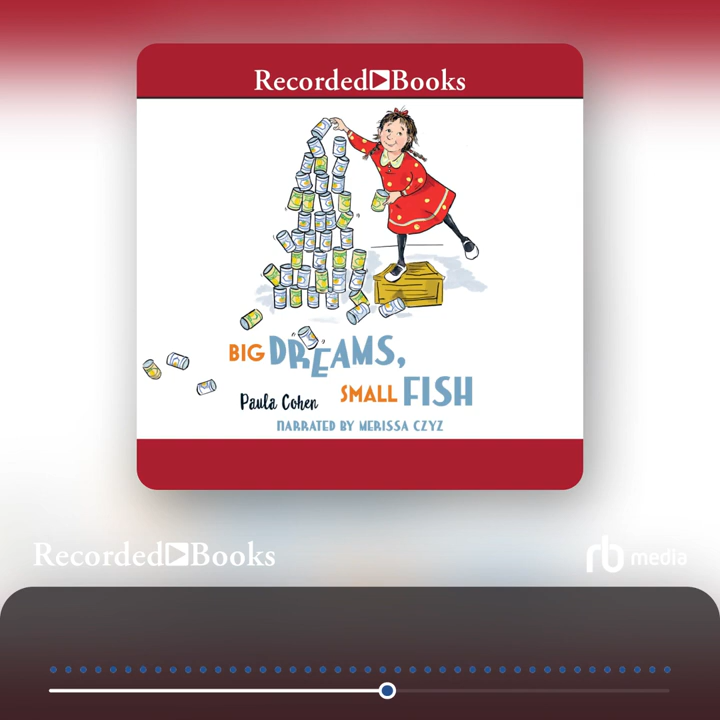 Recorded Books
BIG DREAMS,
SMALL FISH
Paula Cohen
NARRATED BY MERISSA CZYZ
Recorded Books
rb media